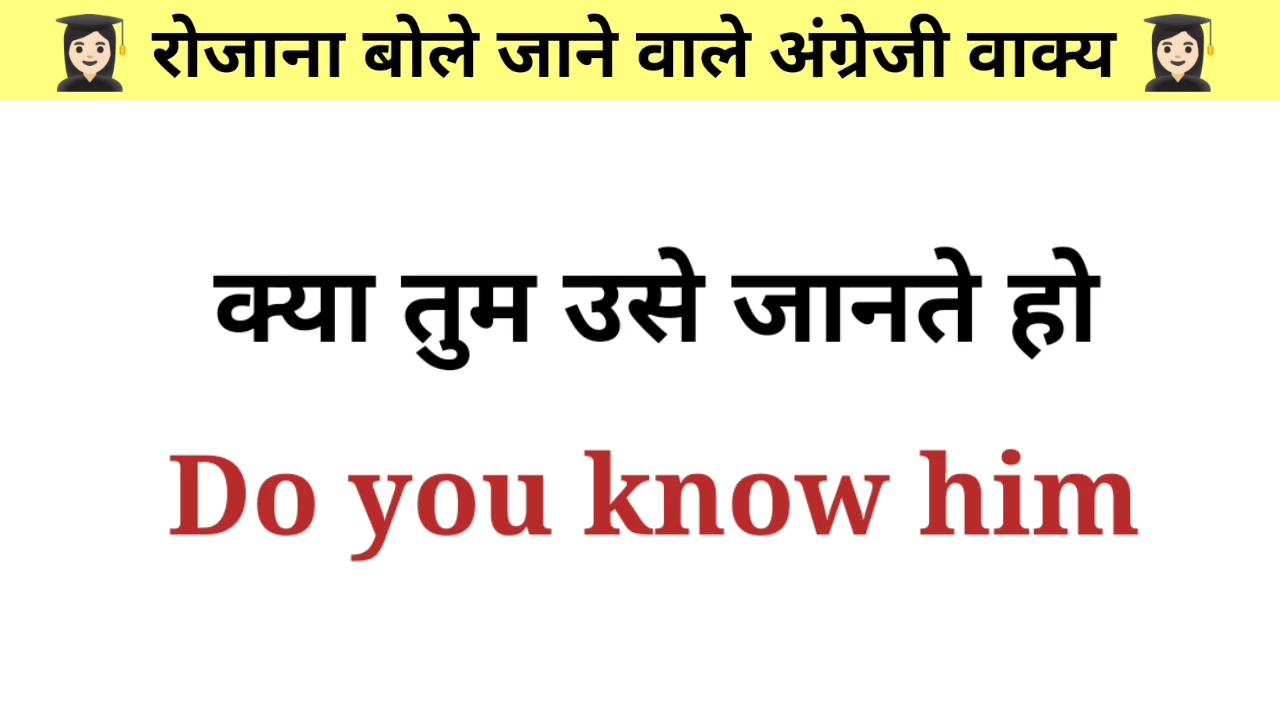 रोजाना बोले जाने वाले अंग्रेजी वाक्य
क्या तुम उसे जानते हो
Do you know him